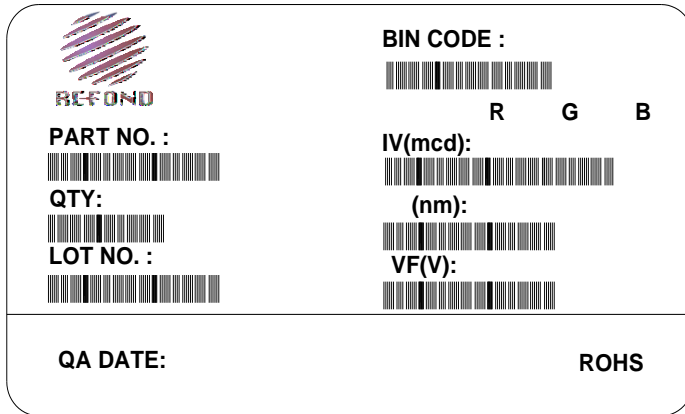 REFOND
BIN CODE :
R G B
PART NO. :
IV(mcd):
QTY:
(nm):
LOT NO. :
VF(V):
QA DATE:
ROHS